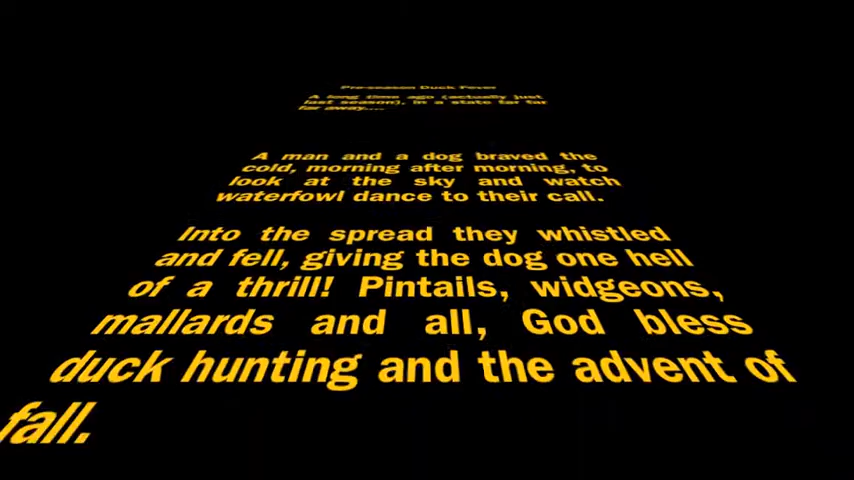 Pre-season Duck Fever
A long time ago (actually just
last season), in a state far far
far away....
A man and a dog braved the
cold, morning after morning, to
look at the sky and watch
waterfowl dance to their call.
Into the spread they whistled
and fell, giving the dog one hell
of a thrill! Pintails, widgeons,
mallards and all, God bless
duck hunting and the advent of
fall.